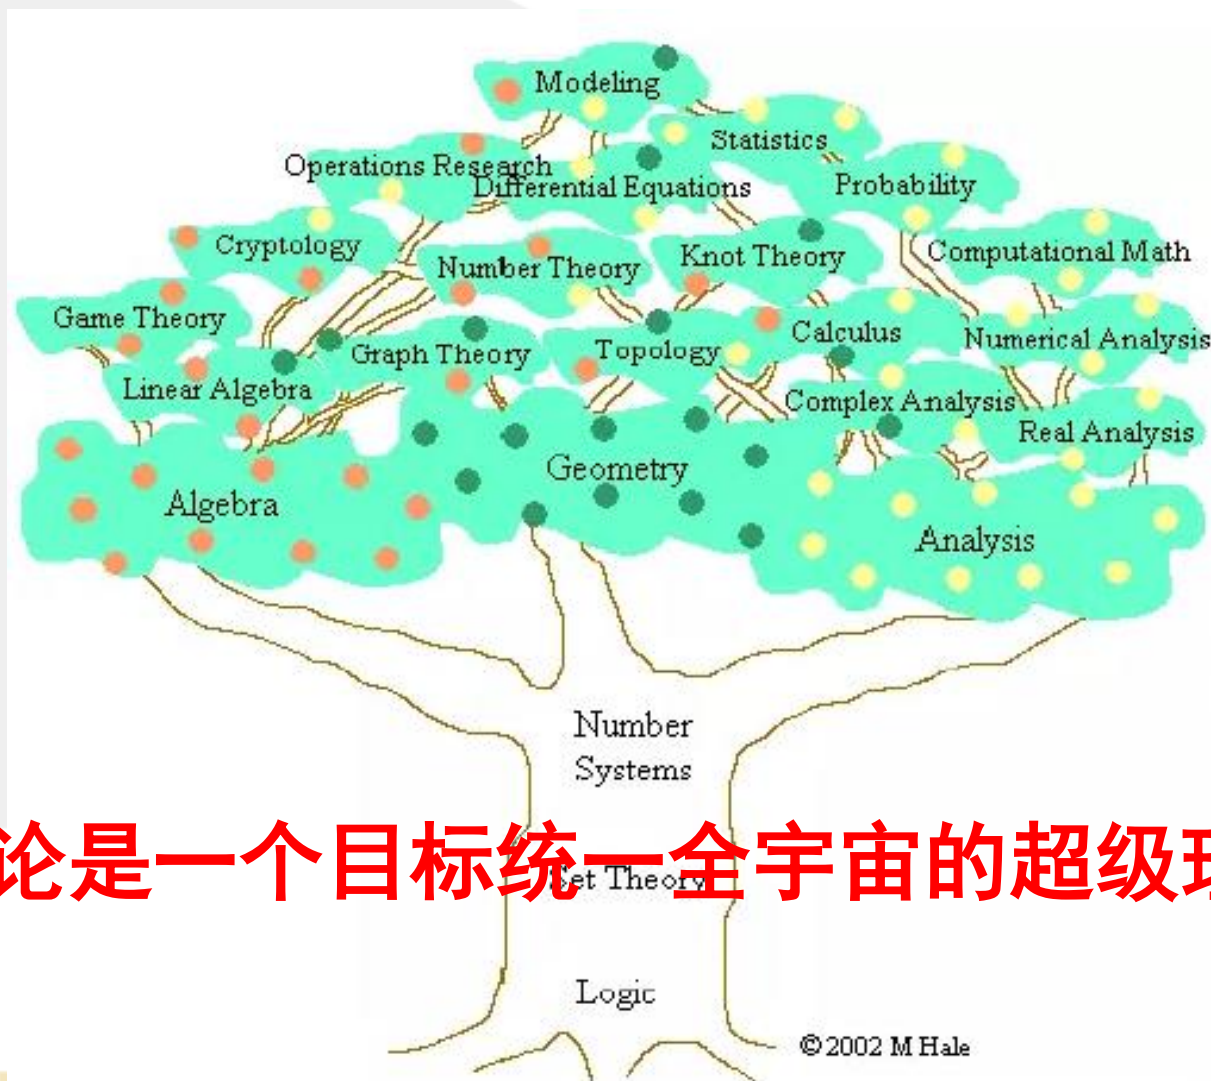 Modeling
Statistics
Operations Research
Differential Equations
Probability
Cryptology
Number Theory
Knot Theory
Computational Math
Game Theory
Graph Theory
Topology
Calculus
Numerical Analysis
Linear Algebra
Complex Analysis
Real Analysis
Algebra
Geometry
Analysis
Number
Systems
论是一个目标统一全宇宙的超级
Set Theory
Logic
©2002 M Hale